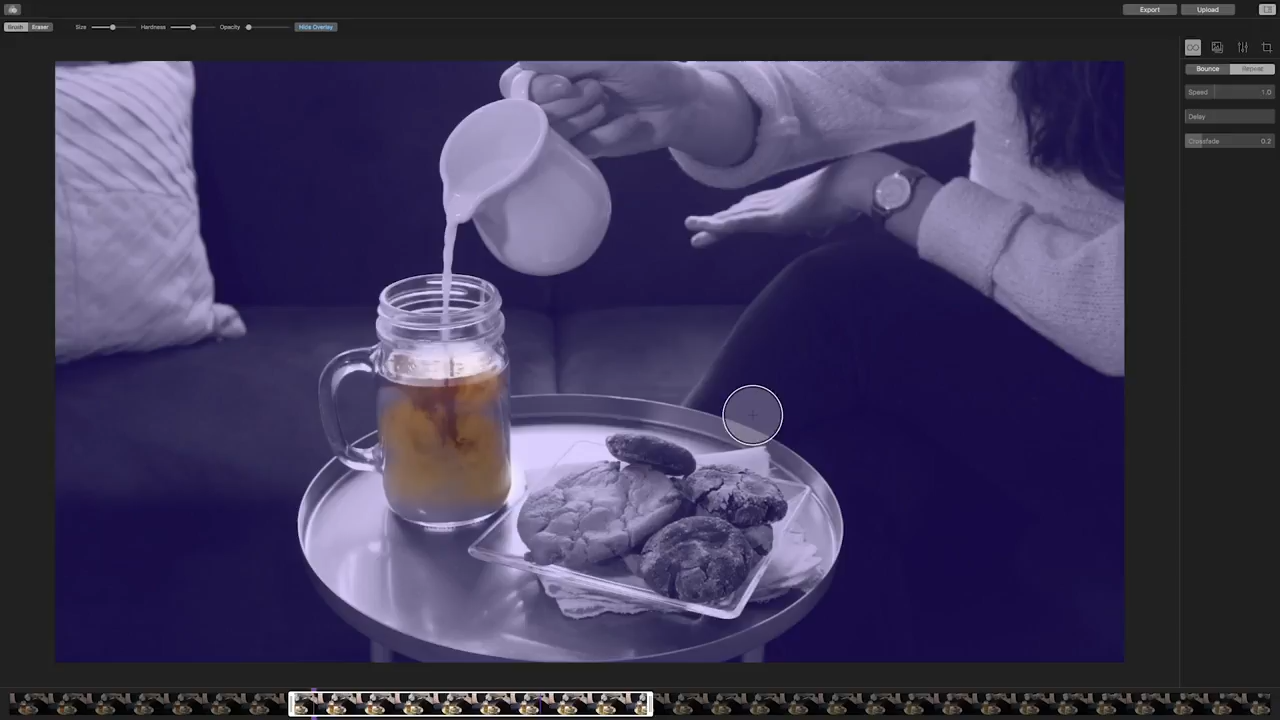 Export Upload
Brush Eraser Size Hardness Opacity Hide Overlay
Bounce Repeat
Speed 1.0
Delay
Crossfade 0.2